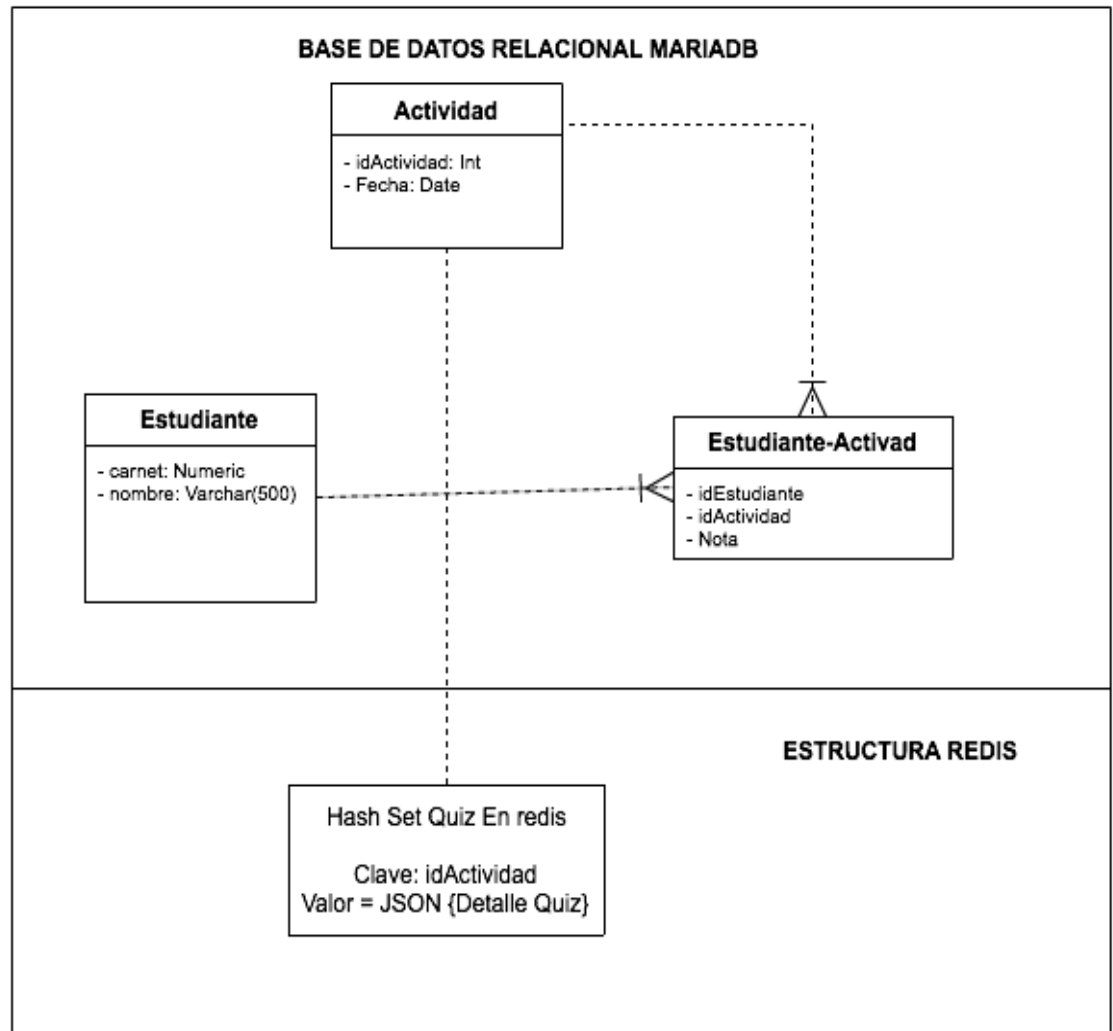 BASE DE DATOS RELACIONAL MARIADB
Actividad
- idActividad: Int
- Fecha: Date
Estudiante
- carnet: Numeric
- nombre: Varchar(500)
Estudiante-Activad
- idEstudiante
- idActividad
- Nota
ESTRUCTURA REDIS
Hash Set Quiz En redis
Clave: idActividad
Valor = JSON {Detalle Quiz}